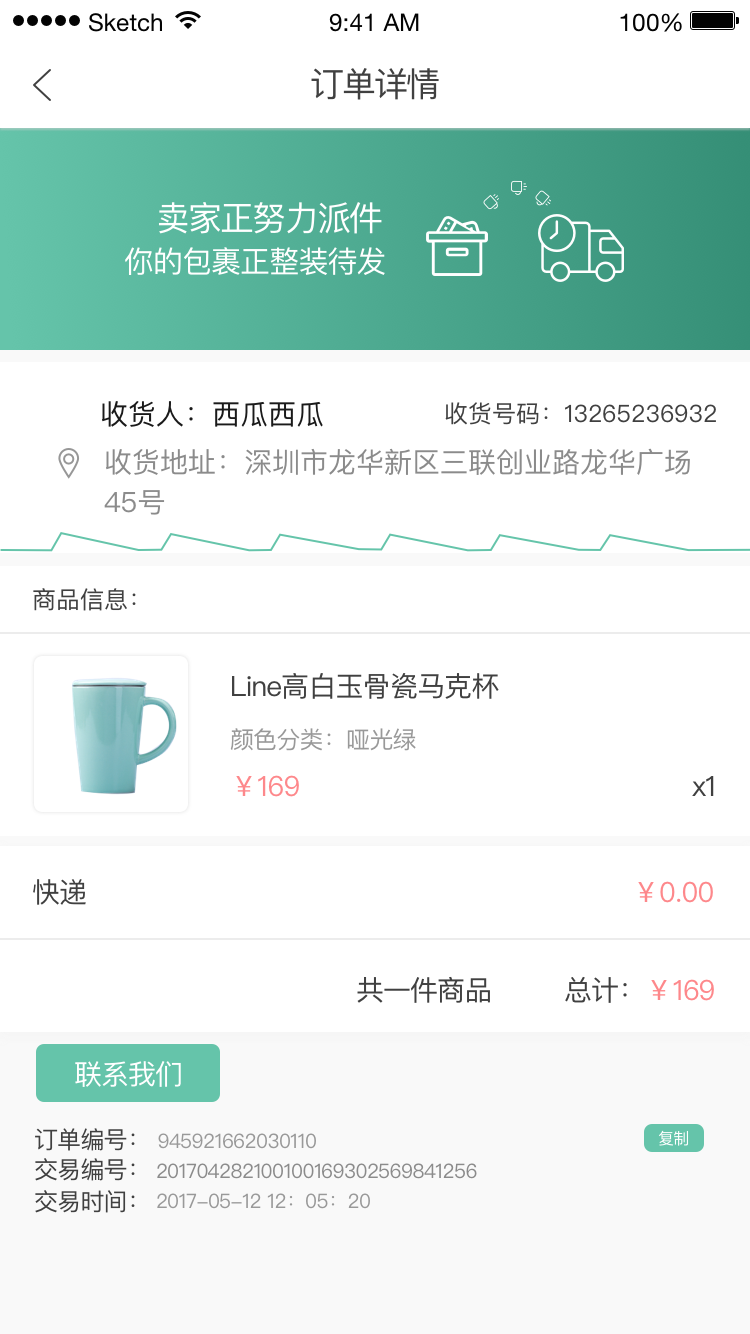 Sketch 9:41 AM 100%
订单详情
卖家正努力派件
你的包裹正整装待发
收货人：西瓜西瓜 收货号码：13265236932
收货地址：深圳市龙华新区三联创业路龙华广场
45号
商品信息：
Line高白玉骨瓷马克杯
颜色分类：哑光绿
￥169 x1
快递 ￥0.00
共一件商品 总计：￥169
联系我们
订单编号：945921662030110 复制
交易编号：2017042821001001169302569841256
交易时间：2017-05-12 12：05：20